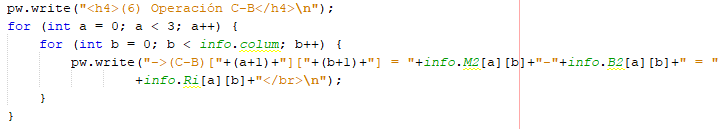 pw.write("<h4>(6) Operación C-B</h4>\n");
for (int a = 0; a < 3; a++) {
for (int b = 0; b < info.colum; b++) {
pw.write("->(C-B)["+(a+1)+"]["+(b+1)+"] = "+info.M2[a][b]+"-"+info.B2[a][b]+" = "
+info.Ri[a][b]+"</br>\n");
}
}